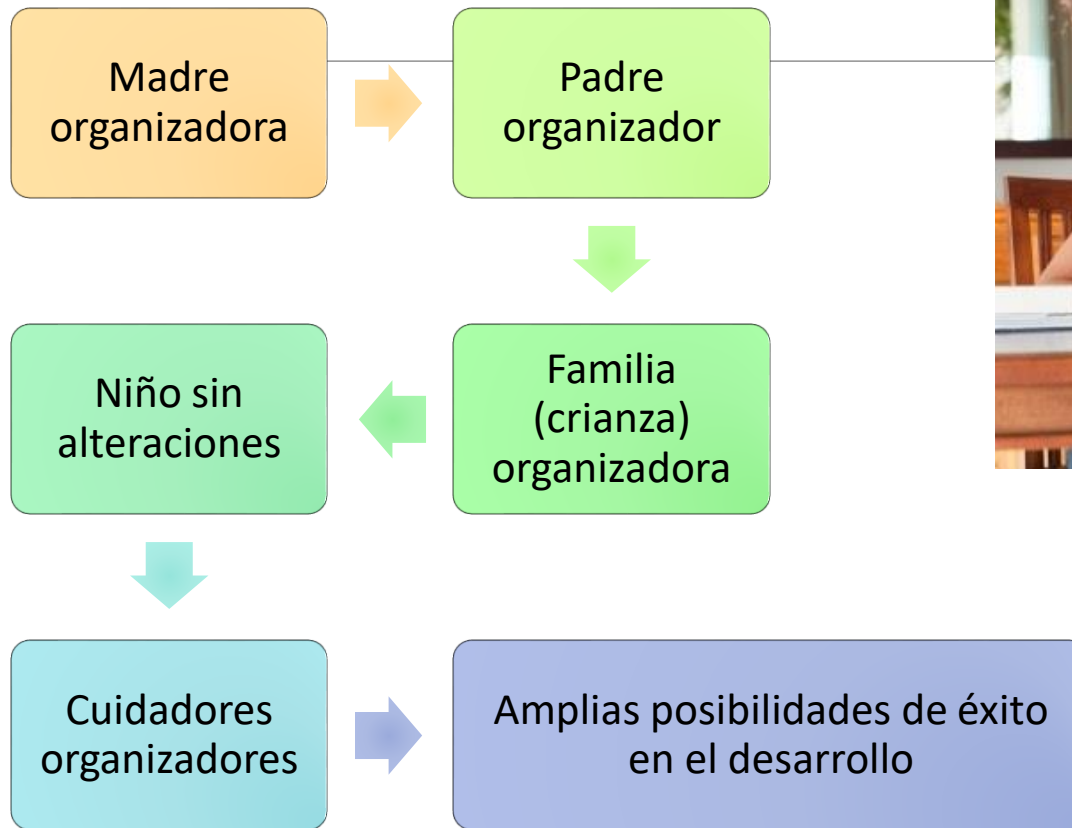 Madre
organizadora
Padre
organizador
Familia
(crianza)
organizadora
Niño sin
alteraciones
Cuidadores
organizadores
Amplias posibilidades de éxito
en el desarrollo